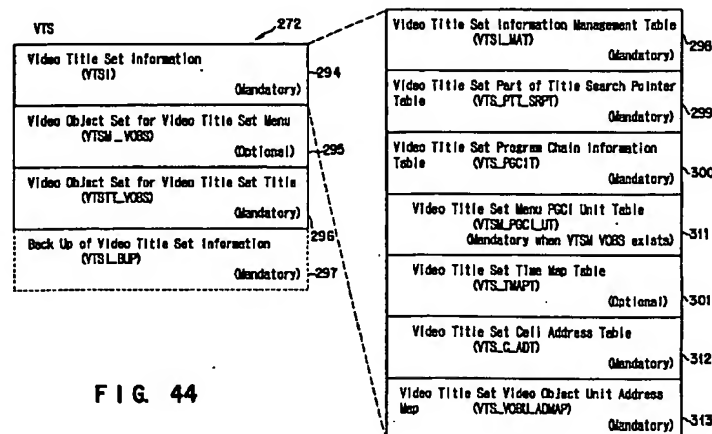 VTS
272
Video Title Set Information
(VTSI)
(Mandatory)
294
Video Object Set for Video Title Set Menu
(VTSM_VOBS)
(Optional)
295
Video Object Set for Video Title Set Title
(VTSTT_VOBS)
(Mandatory)
296
Back Up of Video Title Set Information
(VTSI_BUP)
(Mandatory)
297
Video Title Set Information Management Table
(VTSI_MAT)
(Mandatory)
298
Video Title Set Part of Title Search Pointer
Table (VTS_PTT_SRPT)
(Mandatory)
299
Video Title Set Program Chain Information
Table (VTS_PGCIT)
(Mandatory)
300
Video Title Set Menu PGCI Unit Table
(VTSM_PGCI_UT)
(Mandatory when VTSM VOBS exists)
311
Video Title Set Time Map Table
(VTS_TMAPT)
(Optional)
301
Video Title Set Cell Address Table
(VTS_C_ADT)
(Mandatory)
312
Video Title Set Video Object Unit Address
Map (VTS_VOBU_ADMAP)
(Mandatory)
313
FIG. 44